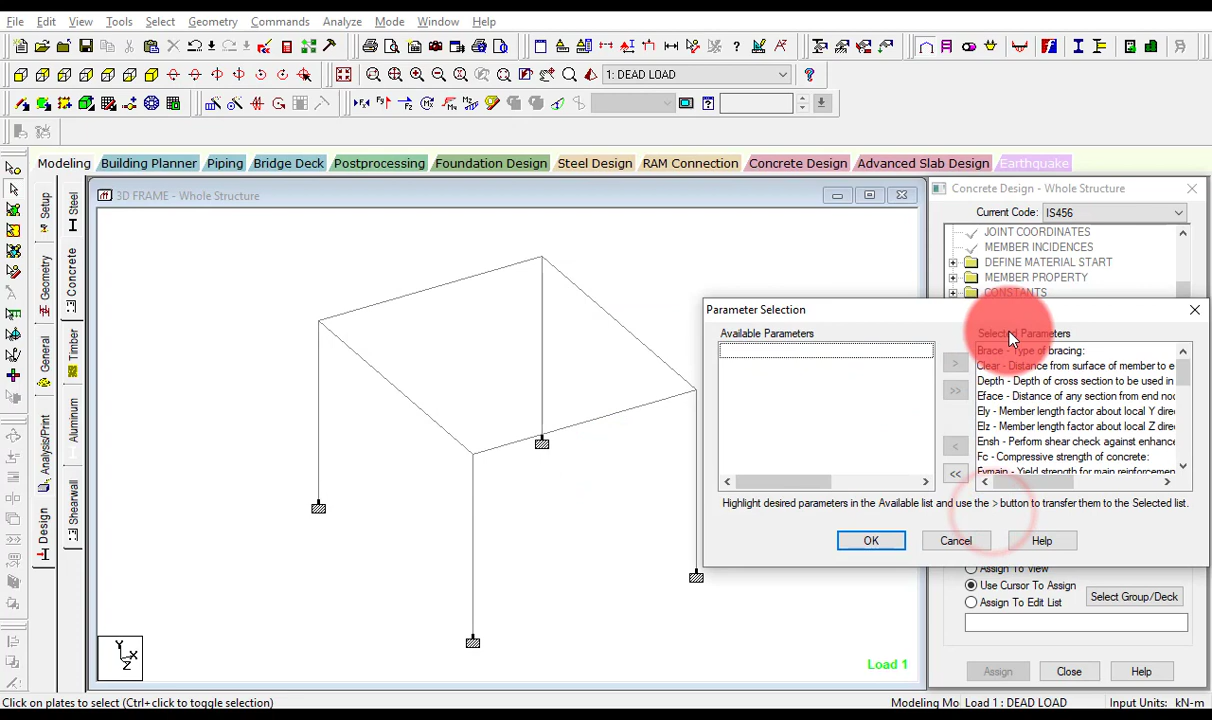 File Edit View Tools Select Geometry Commands Analyze Mode Window Help
1: DEAD LOAD
Modeling Building Planner Piping Bridge Deck Postprocessing Foundation Design Steel Design RAM Connection Concrete Design Advanced Slab Design Earthquake
Setup
Geometry
General
Analysis/Print
Design
Steel
Concrete
Timber
Aluminum
Shearwall
3D FRAME - Whole Structure
Load 1
Concrete Design - Whole Structure
Current Code: IS456
JOINT COORDINATES
MEMBER INCIDENCES
DEFINE MATERIAL START
MEMBER PROPERTY
CONSTANTS
Parameter Selection
Available Parameters
Selected Parameters
Brace - Type of bracing:
Clear - Distance from surface of member to e
Depth - Depth of cross section to be used in
Eface - Distance of any section from end no
Ely - Member length factor about local Y dire
Elz - Member length factor about local Z dire
Ensh - Perform shear check against enhance
Fc - Compressive strength of concrete:
Fymain - Yield strength for main reinforcemen
>
>>
<
<<
Highlight desired parameters in the Available list and use the > button to transfer them to the Selected list.
OK Cancel Help
Assign To View
Use Cursor To Assign
Assign To Edit List
Select Group/Deck
Assign Close Help
Y
X
Z
Click on plates to select (Ctrl+click to toggle selection)
Modeling Mo Load 1 : DEAD LOAD Input Units: kN-m